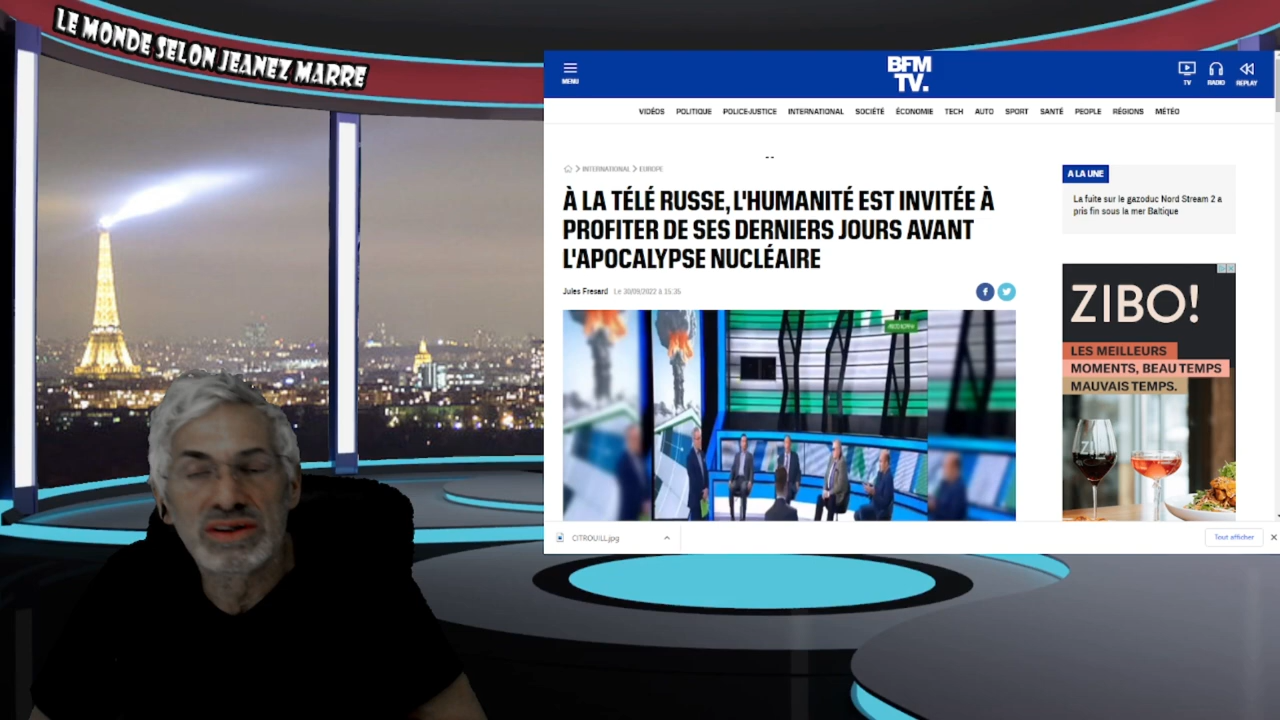 LE MONDE SELON JEANEZ MARRE
MENU
BFM
TV.
TV
RADIO
REPLAY
VIDÉOS POLITIQUE POLICE-JUSTICE INTERNATIONAL SOCIÉTÉ ÉCONOMIE TECH AUTO SPORT SANTÉ PEOPLE RÉGIONS MÉTÉO
INTERNATIONAL > EUROPE
À LA TÉLÉ RUSSE, L'HUMANITÉ EST INVITÉE À
PROFITER DE SES DERNIERS JOURS AVANT
L'APOCALYPSE NUCLÉAIRE
Jules Fresard Le 30/09/2022 à 15:35
A LA UNE
La fuite sur le gazoduc Nord Stream 2 a
pris fin sous la mer Baltique
ZIBO!
LES MEILLEURS
MOMENTS, BEAU TEMPS
MAUVAIS TEMPS.
CITROUILL.jpg
Tout afficher